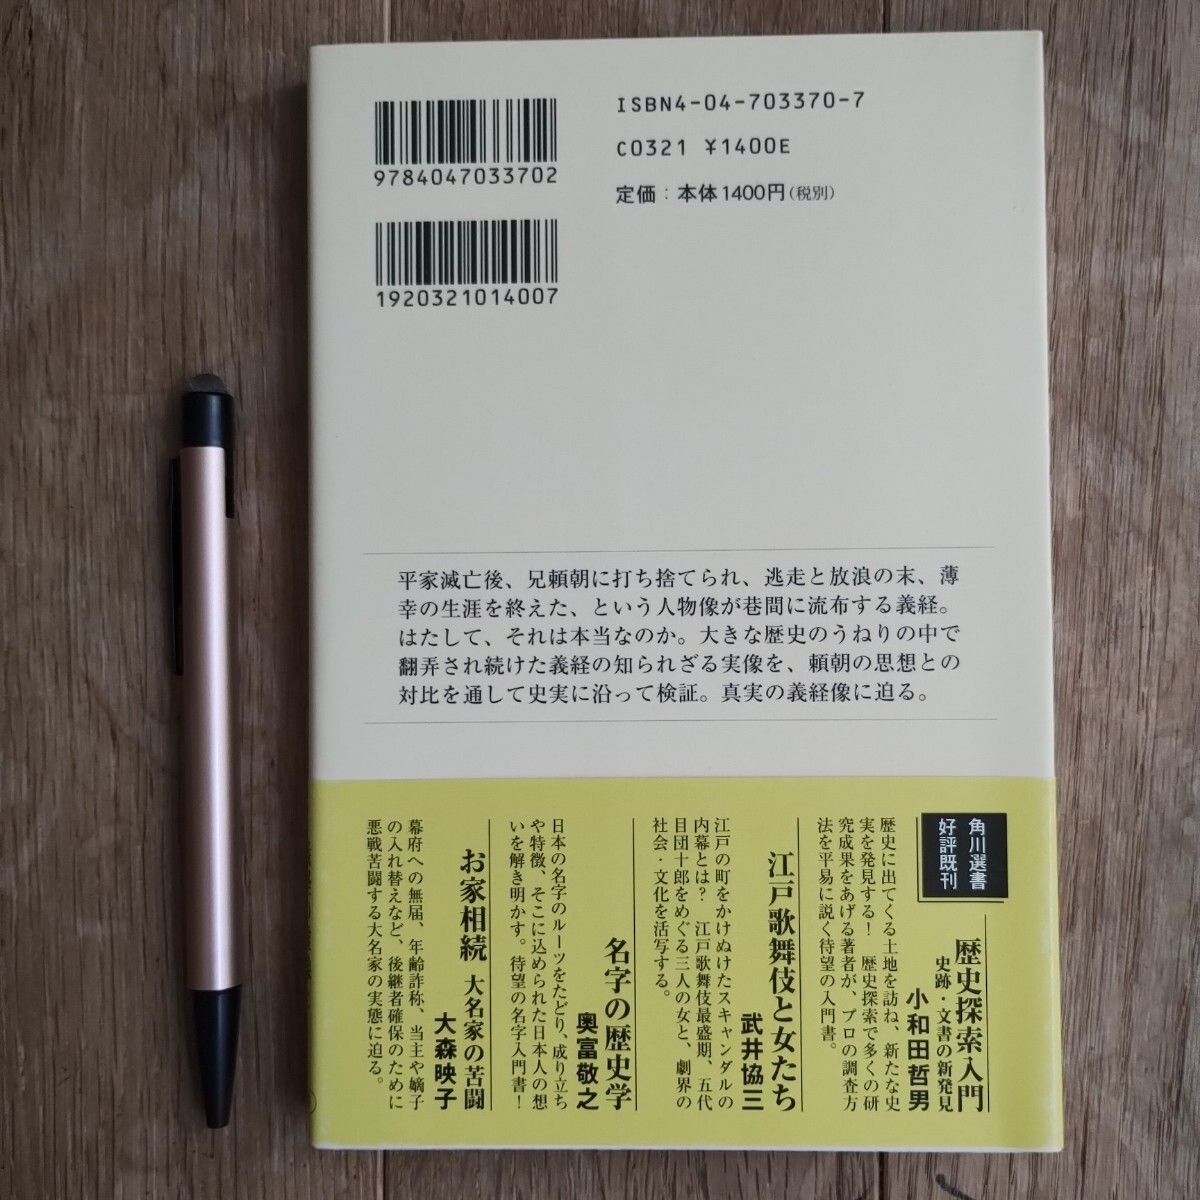 ISBN4-04-703370-7
C0321 ¥1400E
定価：本体1400円（税別）
9784047033702
1920321014007
平家滅亡後、兄頼朝に打ち捨てられ、逃走と放浪の末、薄
幸の生涯を終えた、という人物像が巷間に流布する義経。
はたして、それは本当なのか。大きな歴史のうねりの中で
翻弄され続けた義経の知られざる実像を、頼朝の思想との
対比を通して史実に沿って検証。真実の義経像に迫る。
角川選書
好評既刊
歴史探索入門
史跡・文書の新発見
小和田哲男
歴史に出てくる土地を訪ね、新たな史
実を発見する！ 歴史探索で多くの研
究成果をあげる著者が、プロの調査方
法を平易に説く待望の入門書。
江戸歌舞伎と女たち
武井協三
江戸の町をかけぬけたスキャンダルの
内幕とは？ 江戸歌舞伎最盛期、五代
目団十郎をめぐる三人の女と、劇界の
社会・文化を活写する。
名字の歴史学
奥富敬之
日本の名字のルーツをたどり、成り立ち
や特徴、そこに込められた日本人の想
いを解き明かす。待望の名字入門書！
お家相続 大名家の苦闘
大森映子
幕府への無届、年齢詐称、当主や嫡子
の入れ替えなど、後継者確保のために
悪戦苦闘する大名家の実態に迫る。